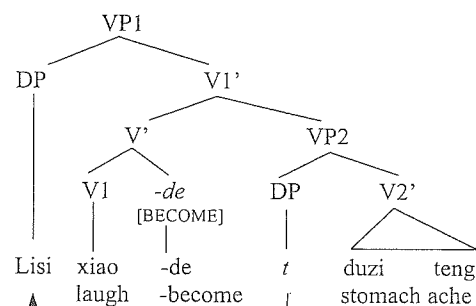 VP1
DP V1’
V’ VP2
V1 -de DP V2’
[BECOME]
Lisi xiao -de t duzi teng
laugh -become stomach ache